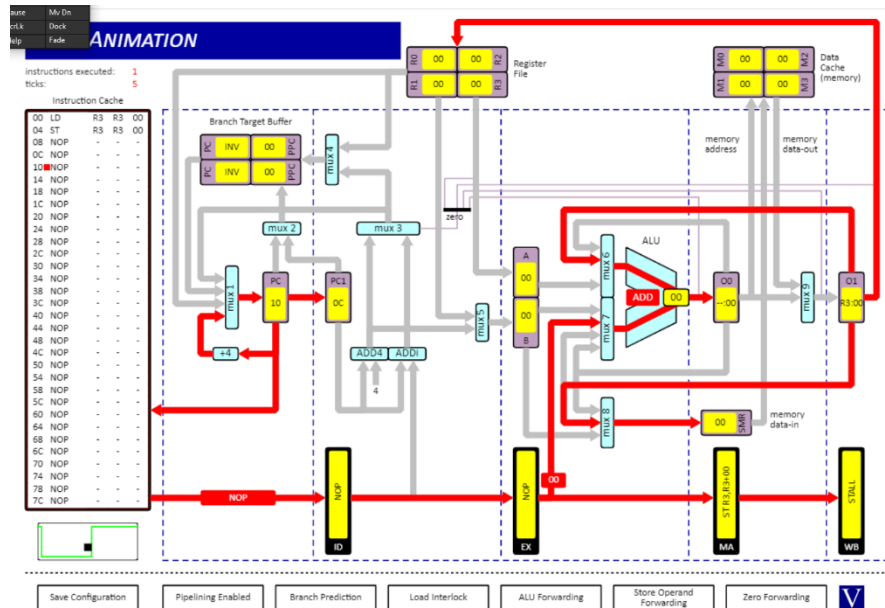 ause Mv Dn
crLk Dock
elp Fade
ANIMATION
instructions executed: 1
ticks: 5
Instruction Cache
00 LD R3 R3 00
04 ST R3 R3 00
08 NOP - - -
0C NOP - - -
10 NOP - - -
14 NOP - - -
18 NOP - - -
1C NOP - - -
20 NOP - - -
24 NOP - - -
28 NOP - - -
2C NOP - - -
30 NOP - - -
34 NOP - - -
38 NOP - - -
3C NOP - - -
40 NOP - - -
44 NOP - - -
48 NOP - - -
4C NOP - - -
50 NOP - - -
54 NOP - - -
58 NOP - - -
5C NOP - - -
60 NOP - - -
64 NOP - - -
68 NOP - - -
6C NOP - - -
70 NOP - - -
74 NOP - - -
78 NOP - - -
7C NOP - - -
R0 00 00 R2
R1 00 00 R3
Register
File
M0 00 00 M2
M1 00 00 M3
Data
Cache
(memory)
Branch Target Buffer
PC INV 00 PPC
PC INV 00 PPC
mux 4
memory
address
memory
data-out
zero
mux 2
mux 3
mux 1
PC
10
PC1
0C
+4
ADD4
ADDI
4
mux 5
A
00
00
B
mux 6
mux 7
ALU
ADD
00
O0
--:00
mux 9
O1
R3:00
mux 8
00 SMR
memory
data-in
NOP
NOP
ID
NOP
EX
00
ST R3,R3+00
MA
STALL
WB
Save Configuration
Pipelining Enabled
Branch Prediction
Load Interlock
ALU Forwarding
Store Operand
Forwarding
Zero Forwarding
V